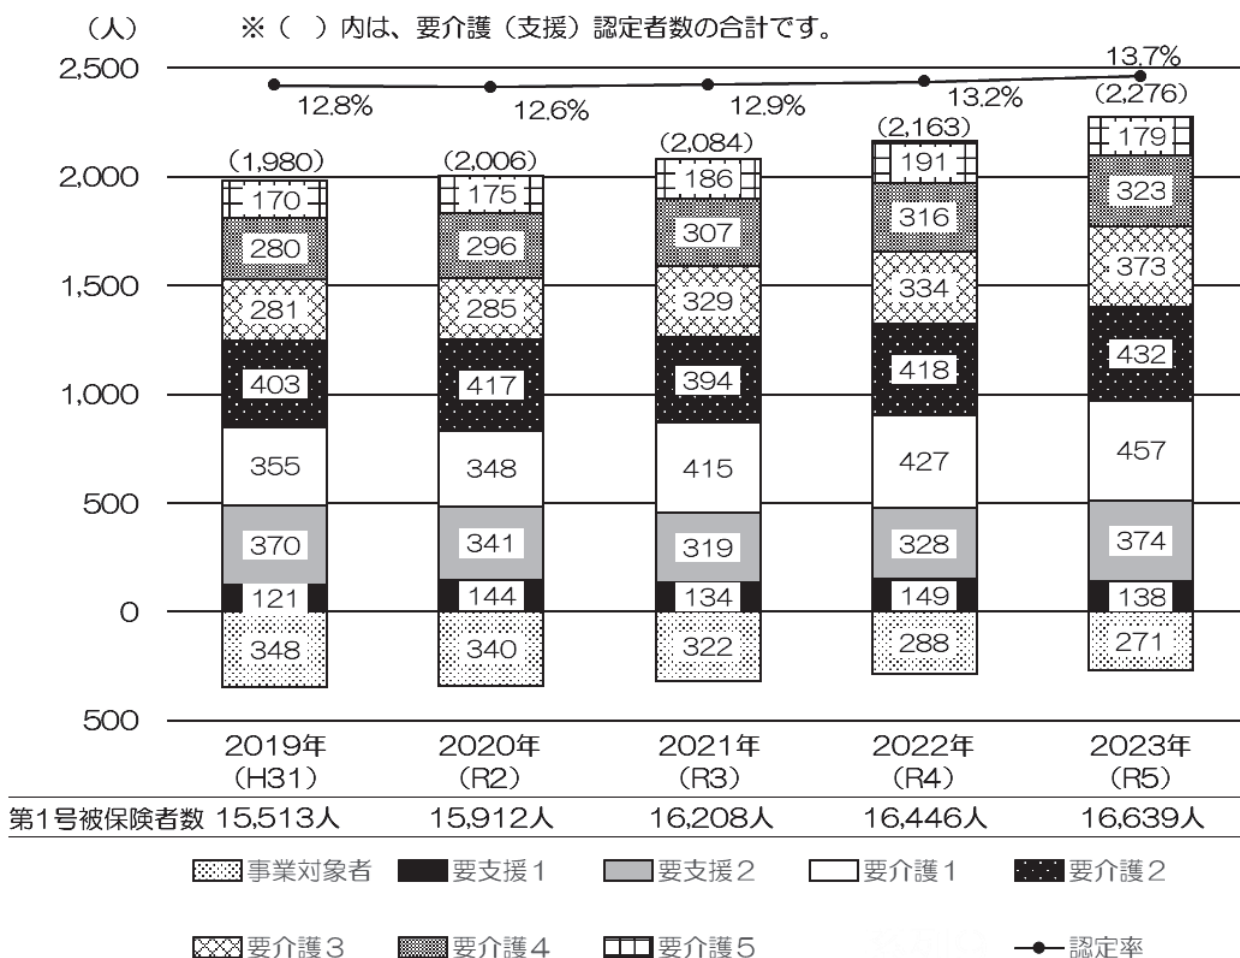 （人）　※（　）内は、要介護（支援）認定者数の合計です。
2,500
2,000
1,500
1,000
500
0
500
12.8% 12.6% 12.9% 13.2% 13.7%
(1,980) (2,006) (2,084) (2,163) (2,276)
170 175 186 191 179
280 296 307 316 323
281 285 329 334 373
403 417 394 418 432
355 348 415 427 457
370 341 319 328 374
121 144 134 149 138
348 340 322 288 271
2019年 2020年 2021年 2022年 2023年
（H31） （R2） （R3） （R4） （R5）
第1号被保険者数 15,513人 15,912人 16,208人 16,446人 16,639人
事業対象者 要支援1 要支援2 要介護1 要介護2
要介護3 要介護4 要介護5 認定率